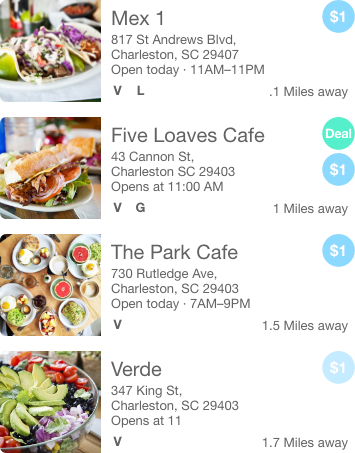 Mex 1
$1
817 St Andrews Blvd,
Charleston, SC 29407
Open today · 11AM–11PM
V L
.1 Miles away
Five Loaves Cafe
Deal
43 Cannon St,
$1
Charleston SC 29403
Opens at 11:00 AM
V G
1 Miles away
The Park Cafe
$1
730 Rutledge Ave,
Charleston, SC 29403
Open today · 7AM–9PM
V
1.5 Miles away
Verde
$1
347 King St,
Charleston, SC 29403
Opens at 11
V
1.7 Miles away